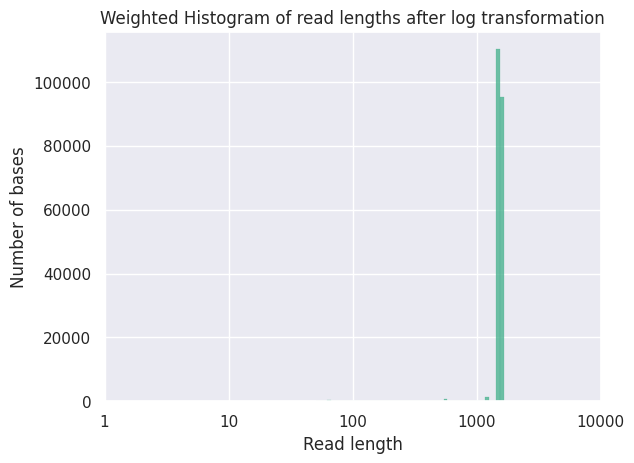 Weighted Histogram of read lengths after log transformation
Number of bases
100000
80000
60000
40000
20000
0
1 10 100 1000 10000
Read length